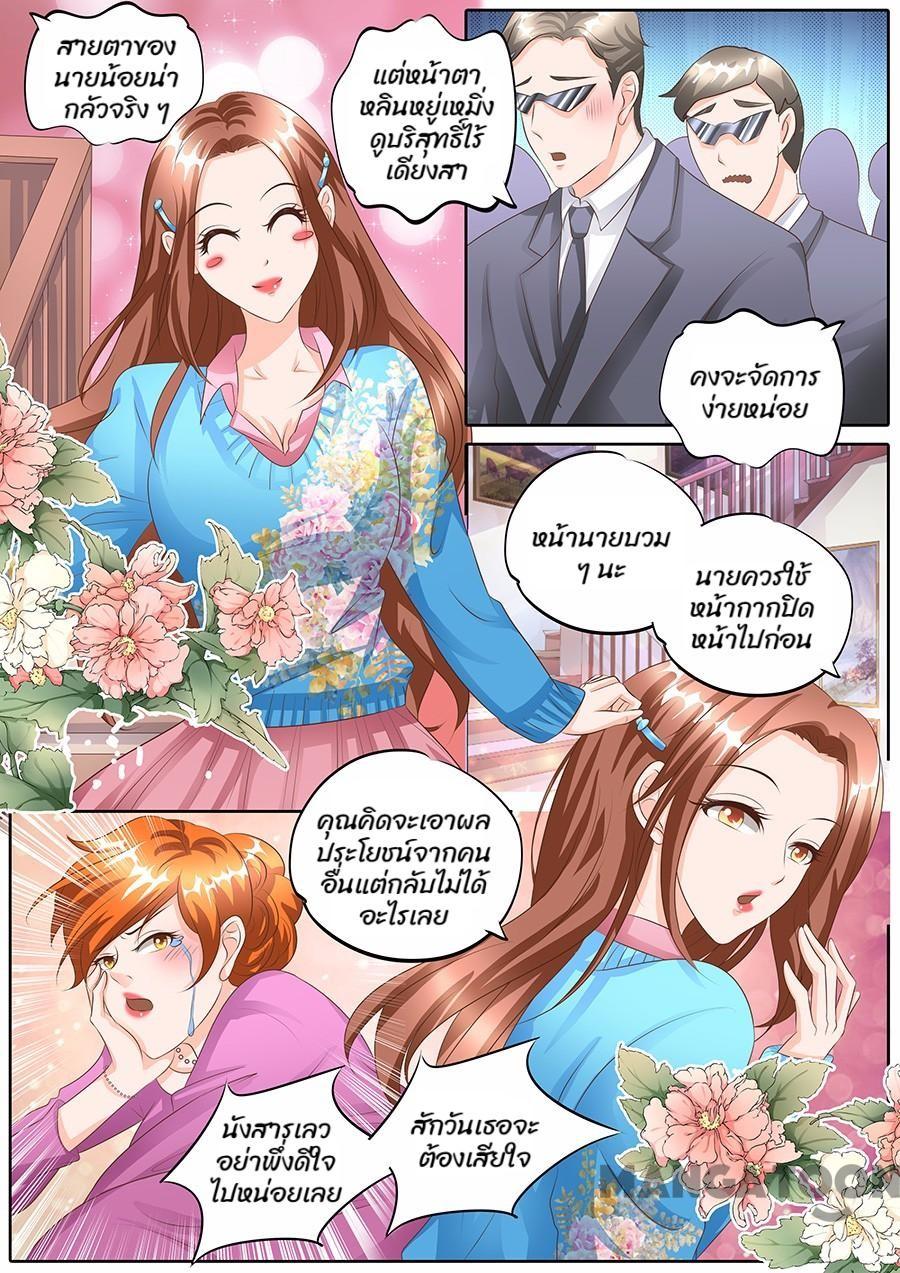 สายตาของ
นายน้อยน่า
กลัวจริง ๆ
แต่หน้าตา
หลินหยู่เหมิ่ง
ดูบริสุทธิ์ไร้
เดียงสา
คงจะจัดการ
ง่ายหน่อย
หน้านายบวม
ๆ นะ
นายควรใช้
หน้ากากปิด
หน้าไปก่อน
คุณคิดจะเอาผล
ประโยชน์จากคน
อื่นแต่กลับไม่ได้
อะไรเลย
นังสารเลว
อย่าพึ่งดีใจ
ไปหน่อยเลย
สักวันเธอจะ
ต้องเสียใจ
MANGATOON